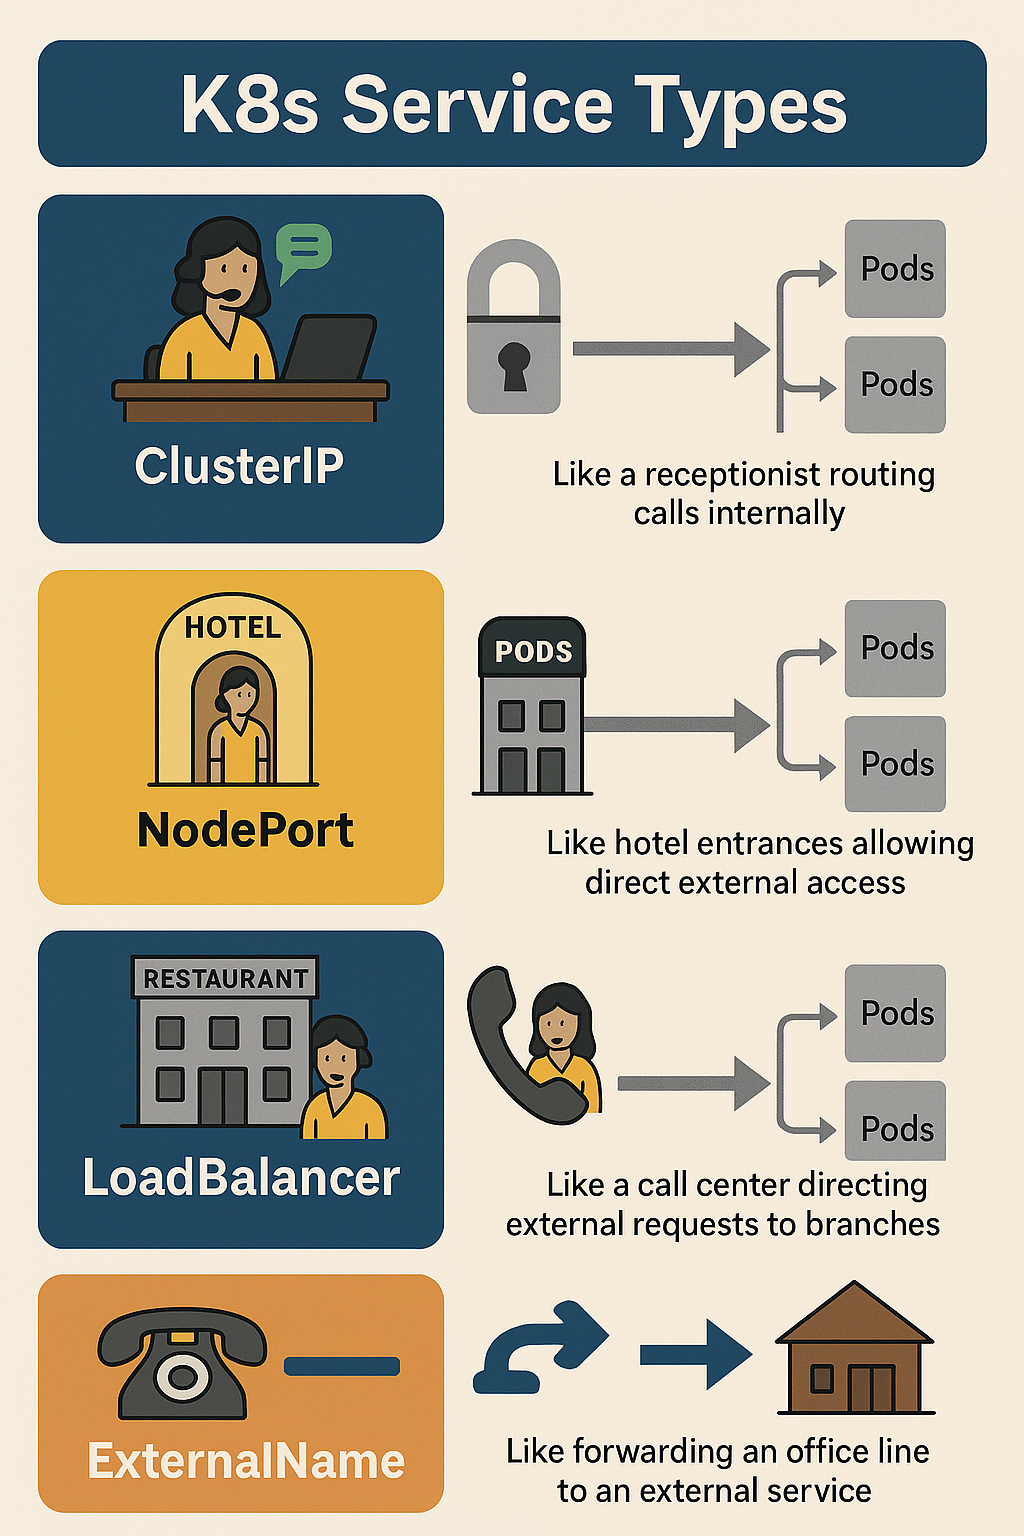 K8s Service Types
ClusterIP
Pods
Pods
Like a receptionist routing
calls internally
HOTEL
NodePort
PODS
Pods
Pods
Like hotel entrances allowing
direct external access
RESTAURANT
LoadBalancer
Pods
Pods
Like a call center directing
external requests to branches
ExternalName
Like forwarding an office line
to an external service